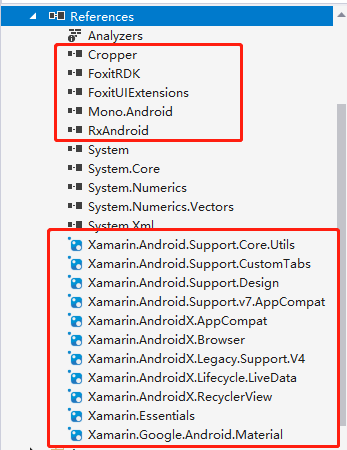 References
Analyzers
Cropper
FoxitRDK
FoxitUIExtensions
Mono.Android
RxAndroid
System
System.Core
System.Numerics
System.Numerics.Vectors
System.Xml
Xamarin.Android.Support.Core.Utils
Xamarin.Android.Support.CustomTabs
Xamarin.Android.Support.Design
Xamarin.Android.Support.v7.AppCompat
Xamarin.AndroidX.AppCompat
Xamarin.AndroidX.Browser
Xamarin.AndroidX.Legacy.Support.V4
Xamarin.AndroidX.Lifecycle.LiveData
Xamarin.AndroidX.RecyclerView
Xamarin.Essentials
Xamarin.Google.Android.Material